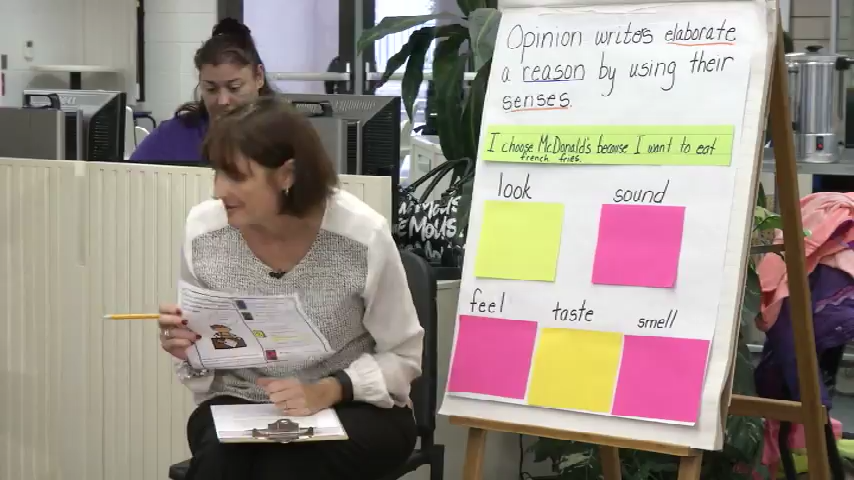 Opinion writers elaborate
a reason by using their
senses.
I choose McDonald's because I want to eat
french fries.
look
sound
feel
taste
smell